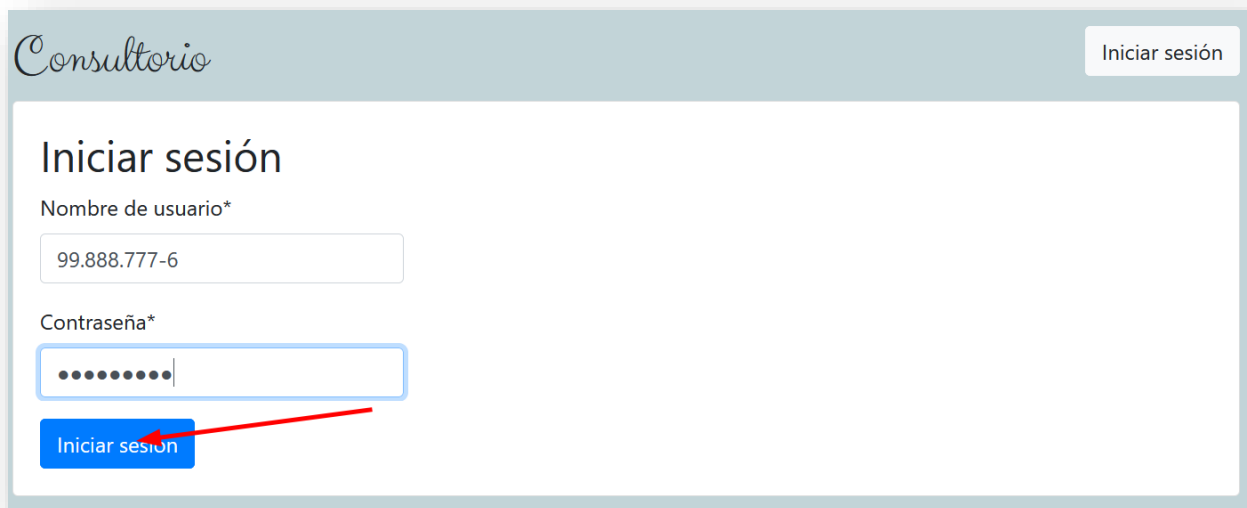 Consultorio
Iniciar sesión
Iniciar sesión
Nombre de usuario*
99.888.777-6
Contraseña*
●●●●●●●●●
Iniciar sesión